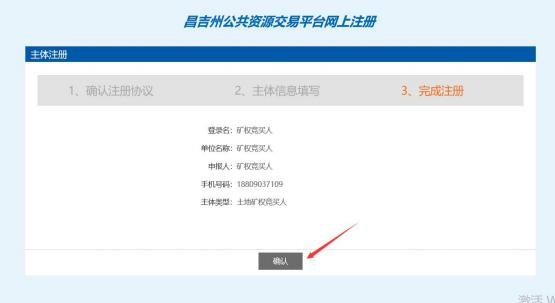 昌吉州公共资源交易平台网上注册
主体注册
1、确认注册协议 2、主体信息填写 3、完成注册
登录名：矿权竞买人
单位名称：矿权竞买人
申报人：矿权竞买人
手机号码：18809037109
主体类型：土地矿权竞买人
确认
激活 W